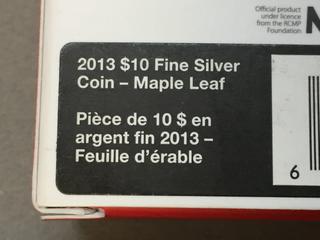 Official product
under licence
from the RCMP
Foundation
2013 $10 Fine Silver
Coin – Maple Leaf
Pièce de 10 $ en
argent fin 2013 –
Feuille d'érable
6